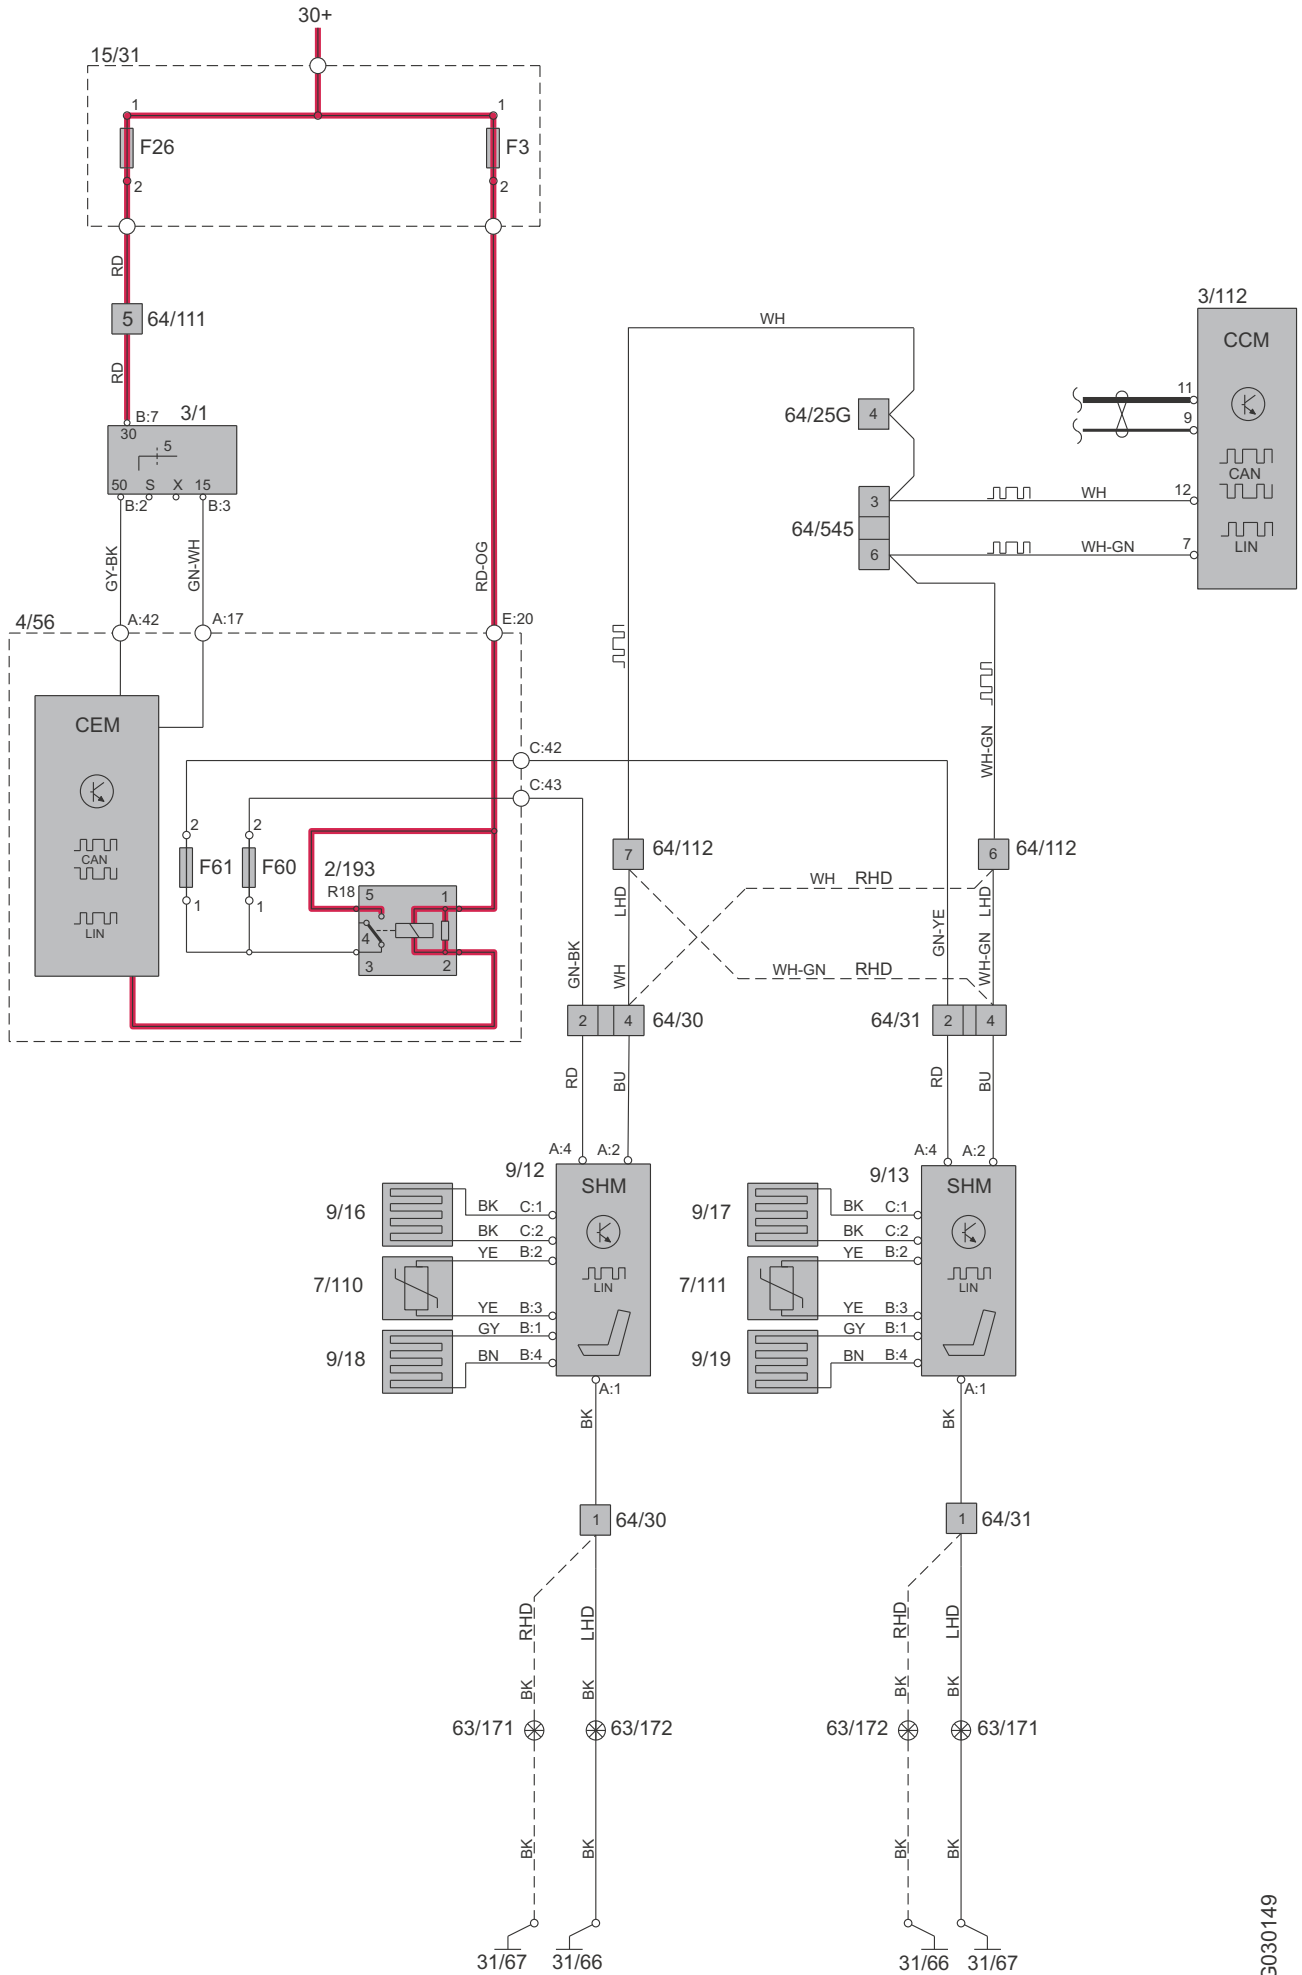 30+
15/31
1
1
F26
F3
2
2
RD
5
64/111
RD
B:7
3/1
30
5
50 S X 15
B:2
B:3
GY-BK
GN-WH
RD-OG
4/56
A:42
A:17
E:20
CEM
CAN
LIN
C:42
C:43
2
2
F61
F60
1
1
2/193
R18
5
1
4
3
2
WH
64/25G
4
3
64/545
6
3/112
CCM
11
9
CAN
WH
12
WH-GN
7
LIN
WH-GN
7
64/112
6
64/112
WH RHD
WH-GN RHD
LHD
WH
GN-BK
GN-YE
WH-GN LHD
2
4
64/30
64/31
2
4
RD
BU
RD
BU
A:4
A:2
9/12
SHM
LIN
9/16
BK C:1
BK C:2
YE B:2
7/110
YE B:3
GY B:1
9/18
BN B:4
A:1
A:4
A:2
9/13
SHM
LIN
9/17
BK C:1
BK C:2
YE B:2
7/111
YE B:3
GY B:1
9/19
BN B:4
A:1
BK
BK
1
64/30
1
64/31
RHD
LHD
RHD
LHD
BK
BK
BK
BK
63/171
63/172
63/172
63/171
BK
BK
BK
BK
31/67
31/66
31/66
31/67
G030149